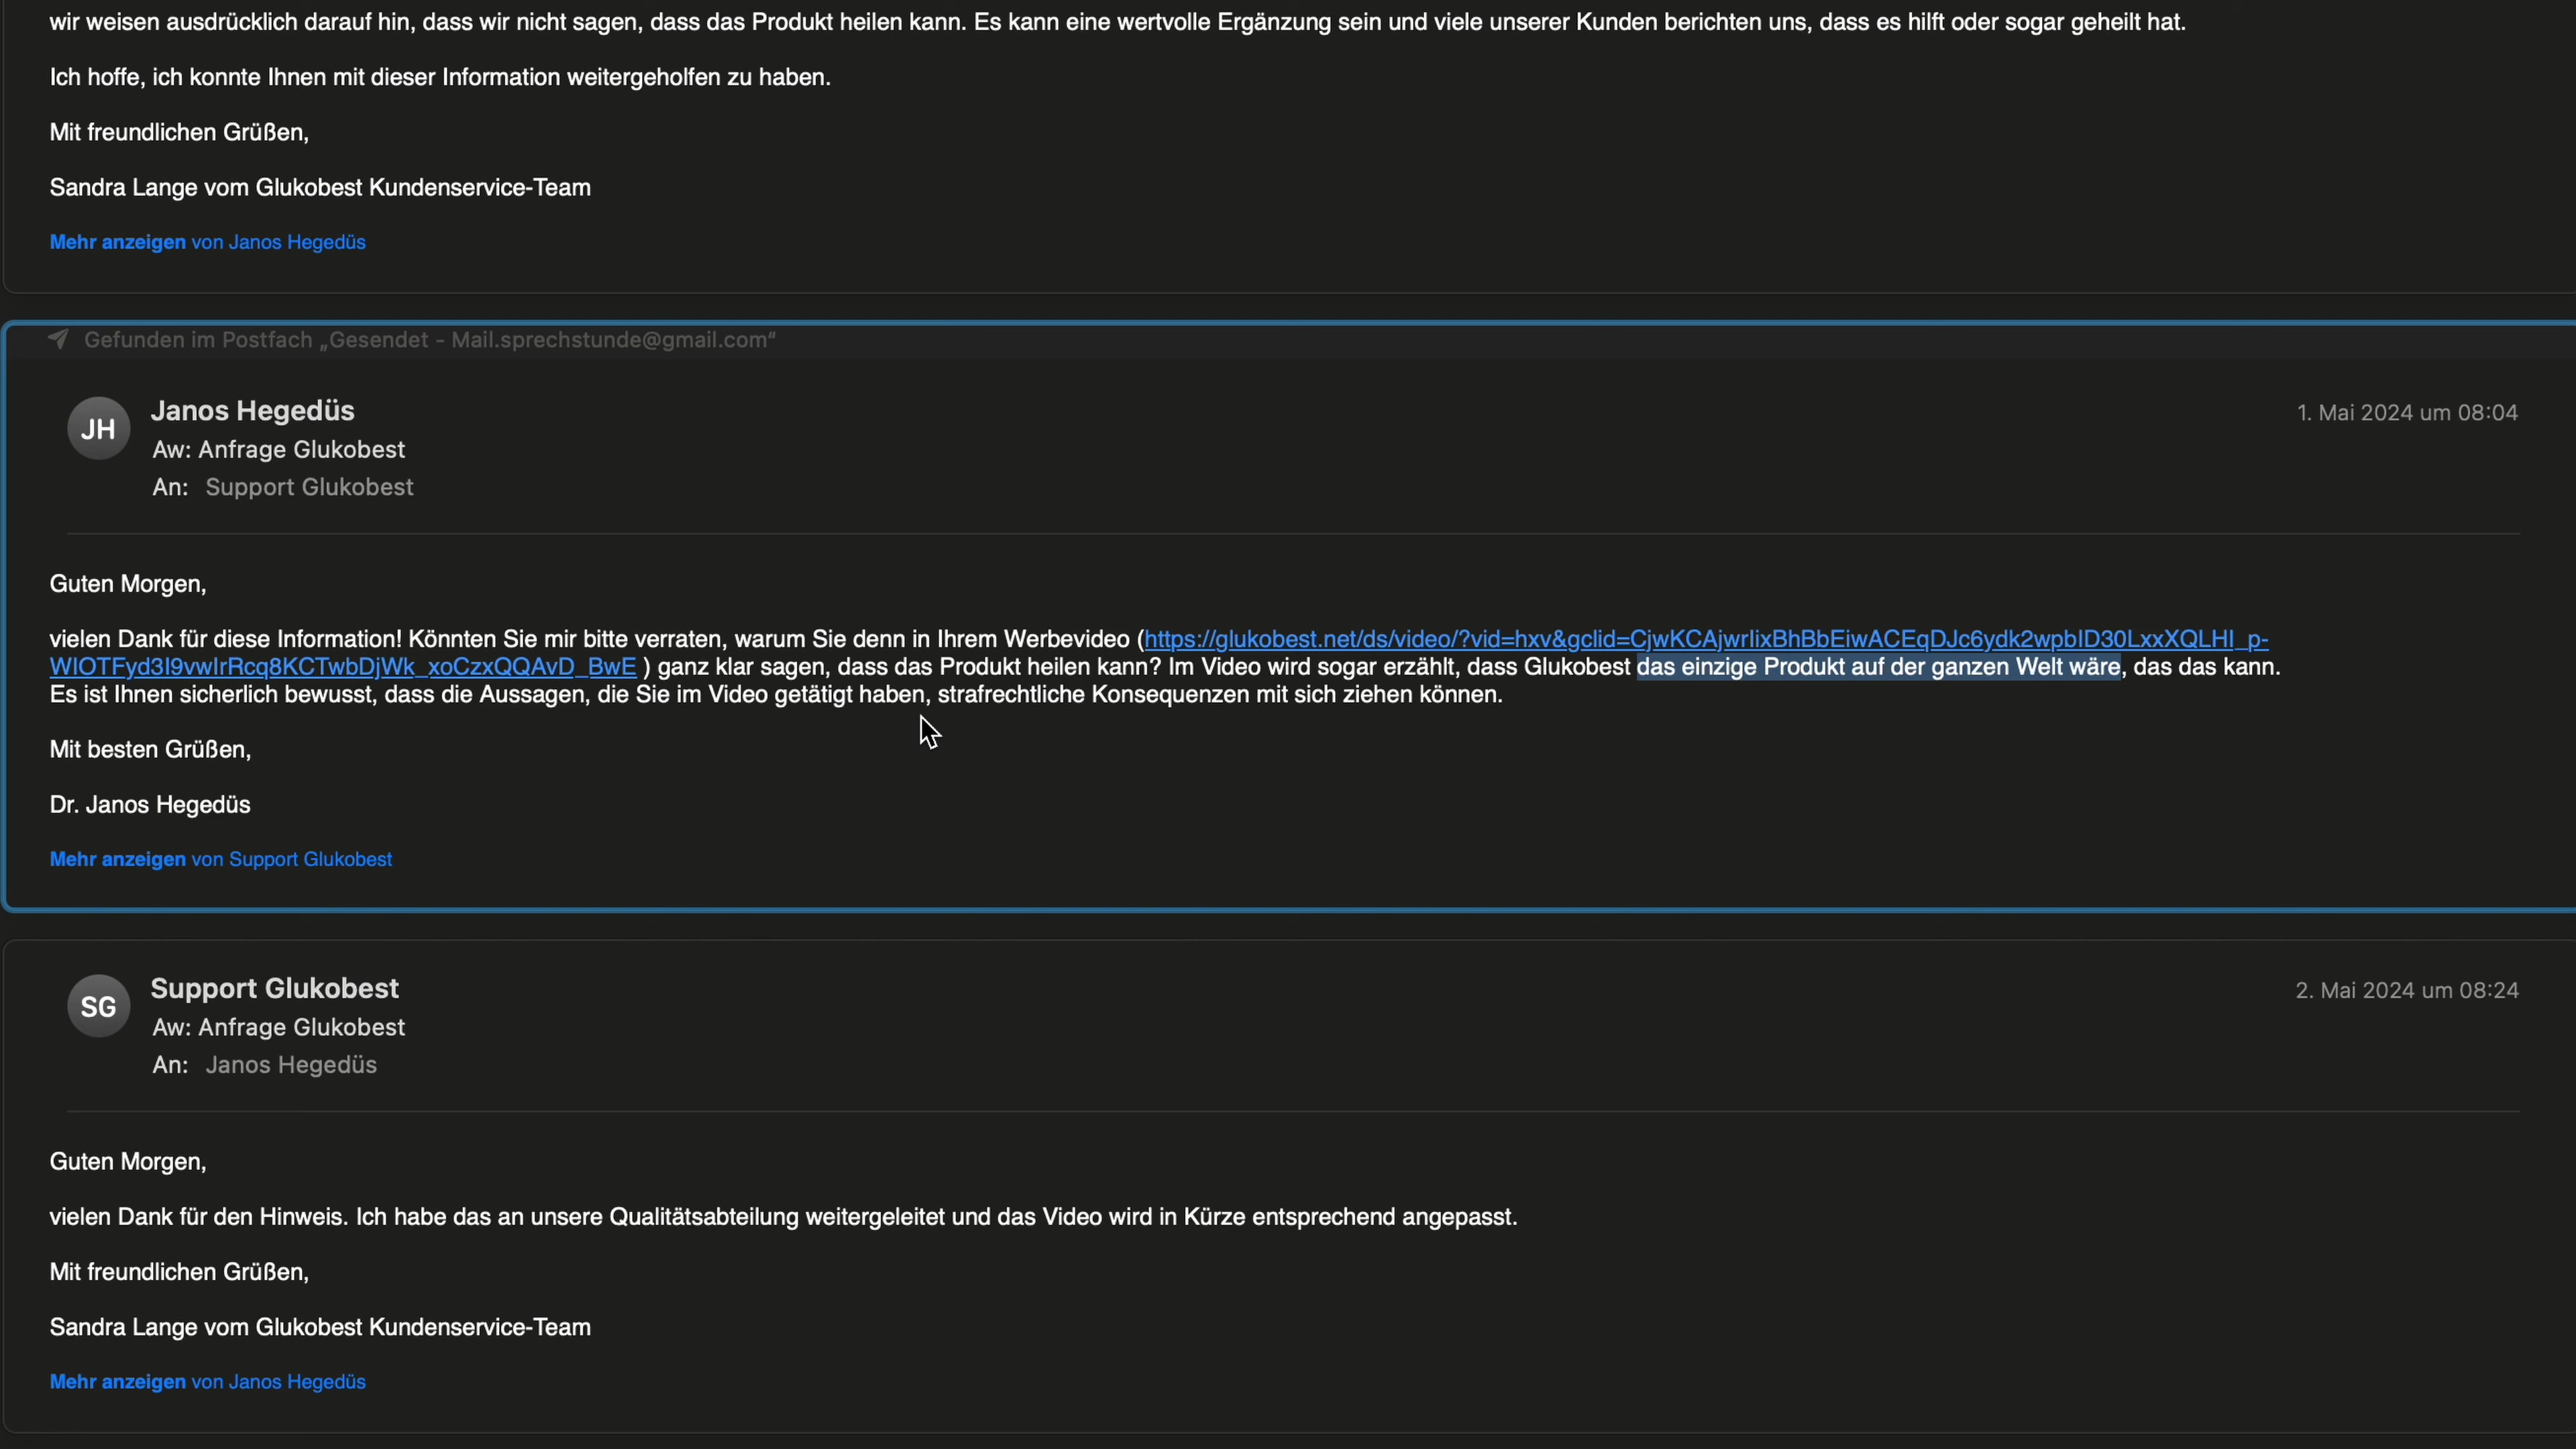 wir weisen ausdrücklich darauf hin, dass wir nicht sagen, dass das Produkt heilen kann. Es kann eine wertvolle Ergänzung sein und viele unserer Kunden berichten uns, dass es hilft oder sogar geheilt hat.
Ich hoffe, ich konnte Ihnen mit dieser Information weitergeholfen zu haben.
Mit freundlichen Grüßen,
Sandra Lange vom Glukobest Kundenservice-Team
Mehr anzeigen von Janos Hegedüs
Gefunden im Postfach „Gesendet - Mail.sprechstunde@gmail.com“
JH
Janos Hegedüs
1. Mai 2024 um 08:04
Aw: Anfrage Glukobest
An: Support Glukobest
Guten Morgen,
vielen Dank für diese Information! Könnten Sie mir bitte verraten, warum Sie denn in Ihrem Werbevideo (https://glukobest.net/ds/video/?vid=hxv&gclid=CjwKCAjwrIixBhBbEiwACEqDJc6ydk2wpbID30LxxXQLHI_p-
WIOTFyd3I9vwIrRcq8KCTwbDjWk_xoCzxQQAvD_BwE ) ganz klar sagen, dass das Produkt heilen kann? Im Video wird sogar erzählt, dass Glukobest das einzige Produkt auf der ganzen Welt wäre, das das kann.
Es ist Ihnen sicherlich bewusst, dass die Aussagen, die Sie im Video getätigt haben, strafrechtliche Konsequenzen mit sich ziehen können.
Mit besten Grüßen,
Dr. Janos Hegedüs
Mehr anzeigen von Support Glukobest
SG
Support Glukobest
2. Mai 2024 um 08:24
Aw: Anfrage Glukobest
An: Janos Hegedüs
Guten Morgen,
vielen Dank für den Hinweis. Ich habe das an unsere Qualitätsabteilung weitergeleitet und das Video wird in Kürze entsprechend angepasst.
Mit freundlichen Grüßen,
Sandra Lange vom Glukobest Kundenservice-Team
Mehr anzeigen von Janos Hegedüs